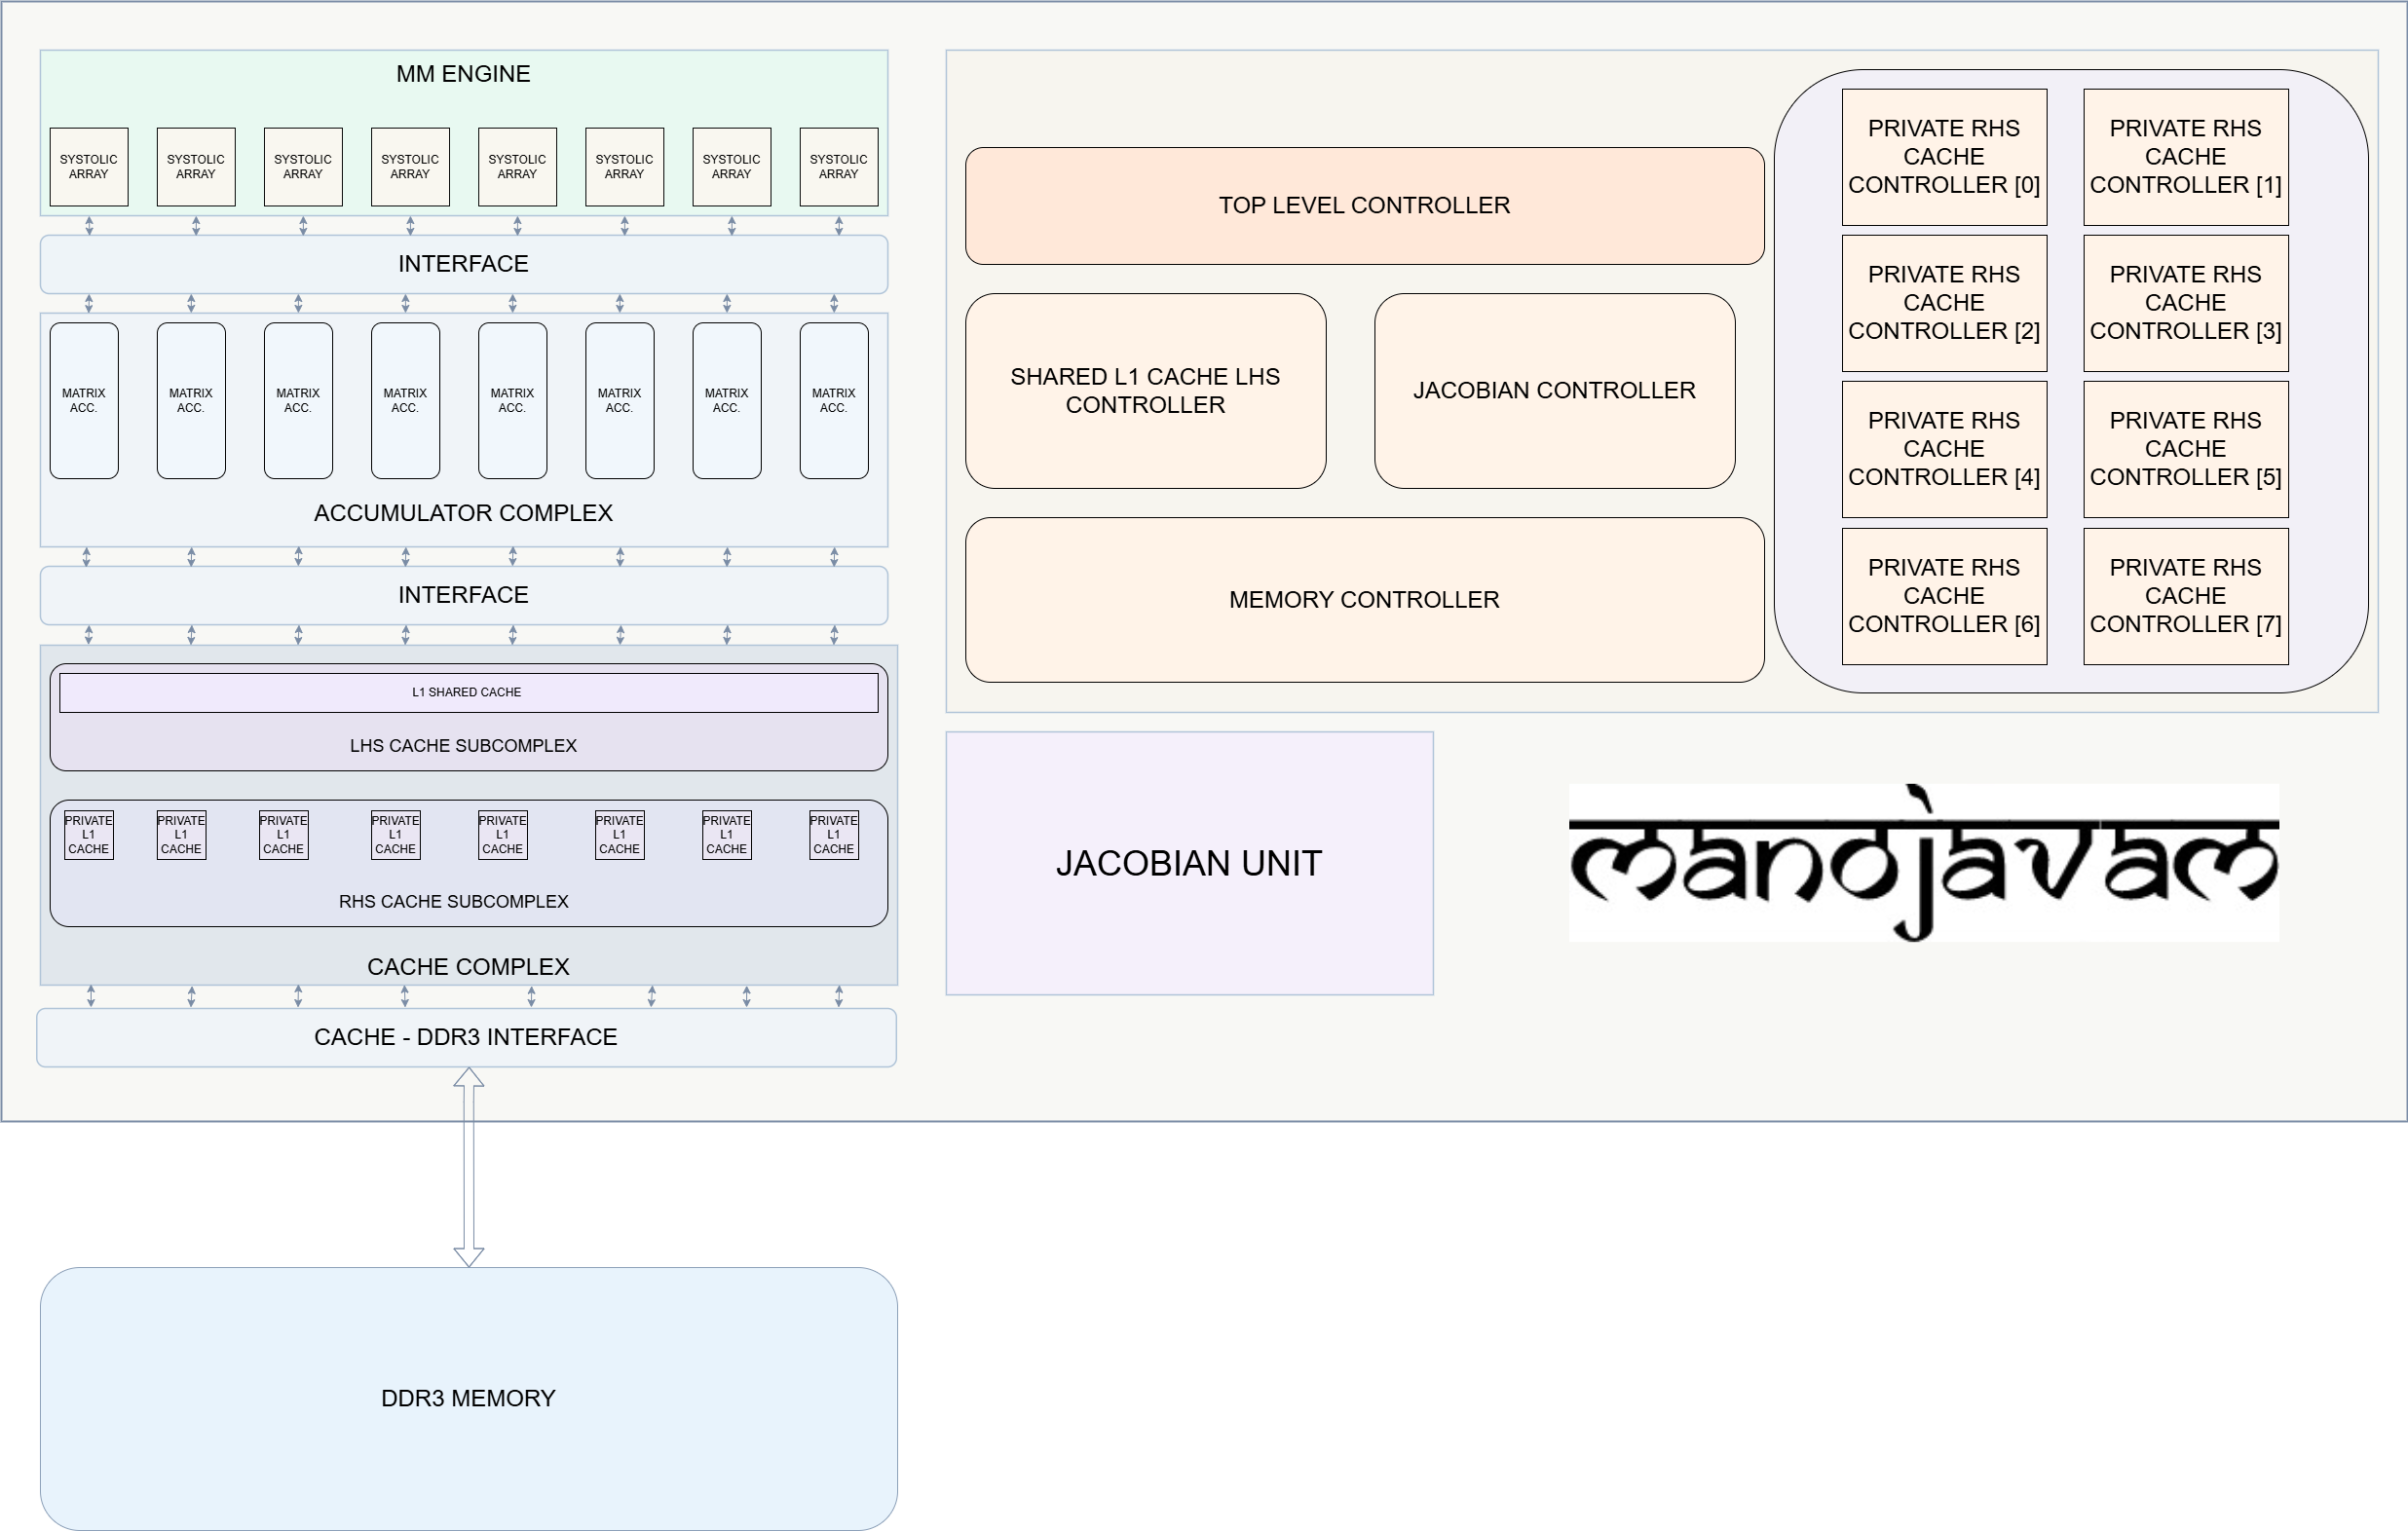 MM ENGINE
SYSTOLIC
ARRAY
SYSTOLIC
ARRAY
SYSTOLIC
ARRAY
SYSTOLIC
ARRAY
SYSTOLIC
ARRAY
SYSTOLIC
ARRAY
SYSTOLIC
ARRAY
SYSTOLIC
ARRAY
INTERFACE
MATRIX
ACC.
MATRIX
ACC.
MATRIX
ACC.
MATRIX
ACC.
MATRIX
ACC.
MATRIX
ACC.
MATRIX
ACC.
MATRIX
ACC.
ACCUMULATOR COMPLEX
INTERFACE
L1 SHARED CACHE
LHS CACHE SUBCOMPLEX
PRIVATE
L1
CACHE
PRIVATE
L1
CACHE
PRIVATE
L1
CACHE
PRIVATE
L1
CACHE
PRIVATE
L1
CACHE
PRIVATE
L1
CACHE
PRIVATE
L1
CACHE
PRIVATE
L1
CACHE
RHS CACHE SUBCOMPLEX
CACHE COMPLEX
CACHE - DDR3 INTERFACE
DDR3 MEMORY
TOP LEVEL CONTROLLER
SHARED L1 CACHE LHS
CONTROLLER
JACOBIAN CONTROLLER
MEMORY CONTROLLER
PRIVATE RHS
CACHE
CONTROLLER [0]
PRIVATE RHS
CACHE
CONTROLLER [1]
PRIVATE RHS
CACHE
CONTROLLER [2]
PRIVATE RHS
CACHE
CONTROLLER [3]
PRIVATE RHS
CACHE
CONTROLLER [4]
PRIVATE RHS
CACHE
CONTROLLER [5]
PRIVATE RHS
CACHE
CONTROLLER [6]
PRIVATE RHS
CACHE
CONTROLLER [7]
JACOBIAN UNIT
manojavam